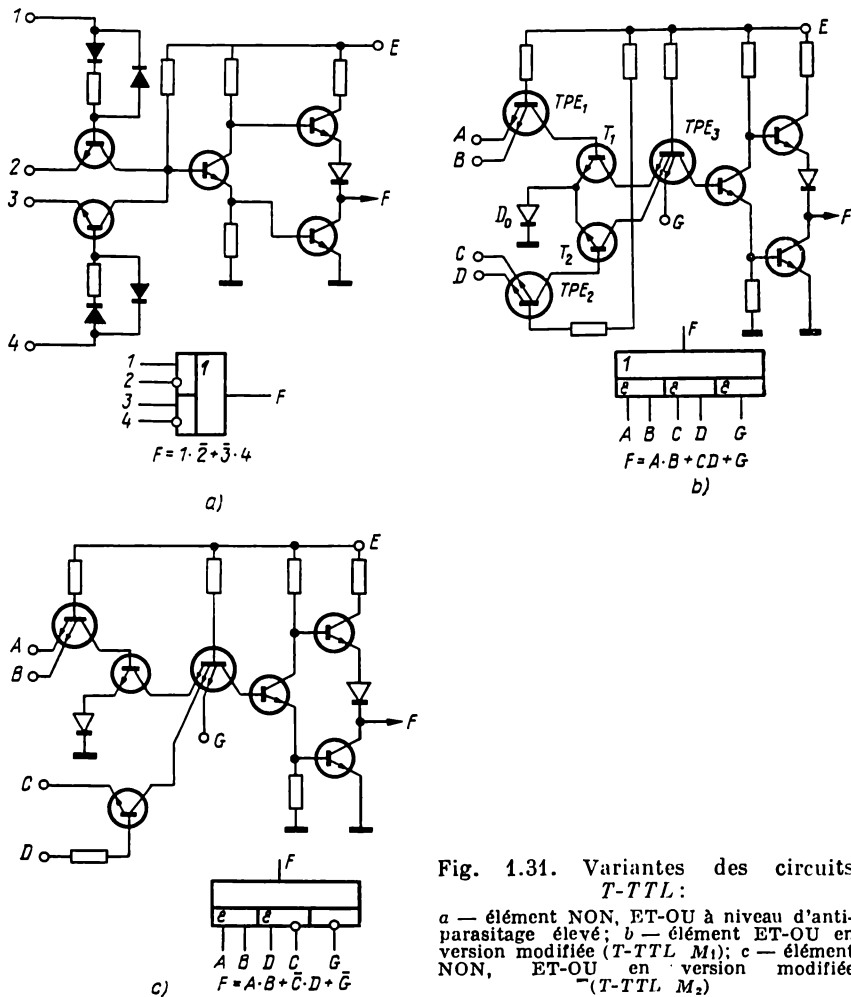 1
2
3
4
E
F
1
2
3
4
1
F
F = 1·2̄+3̄·4
a)
E
TPE₁
A
B
T₁
TPE₃
D₀
G
F
C
D
T₂
TPE₂
F
1
& & &
A B C D G
F=A·B+CD+G
b)
E
A
B
G
F
C
D
F
& &
A B D C G
F=A·B+C̄·D+Ḡ
c)
Fig. 1.31. Variantes des circuits
T-TTL:
a — élément NON, ET-OU à niveau d'anti-
parasitage élevé; b — élément ET-OU en
version modifiée (T-TTL M₁); c — élément
NON, ET-OU en version modifiée
(T-TTL M₂)